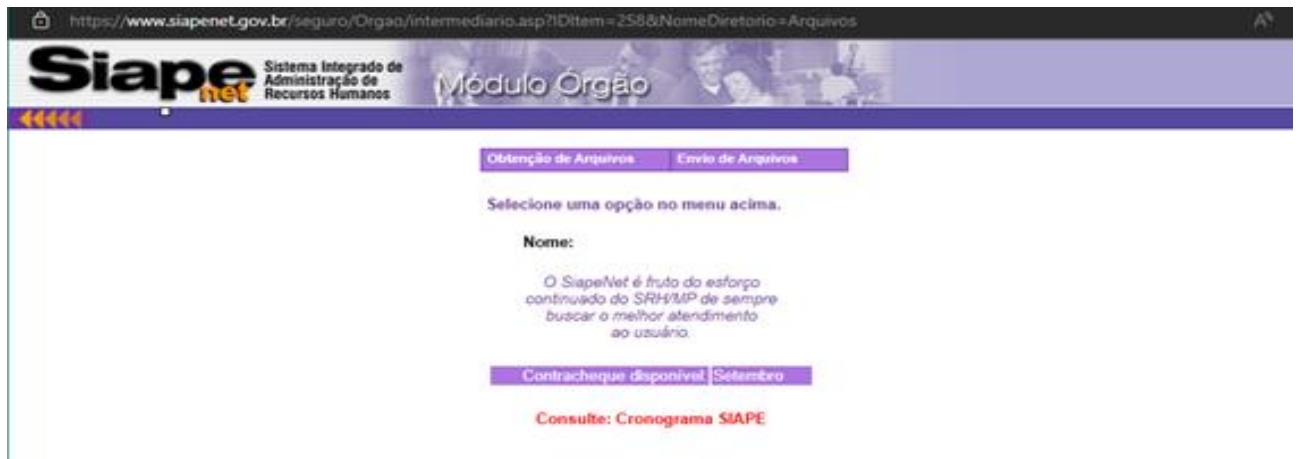 https://www.siapenet.gov.br/seguro/Orgao/intermediario.asp?IDItem=258&NomeDiretorio=Arquivos
Siape net
Sistema Integrado de
Administração de
Recursos Humanos
Módulo Órgão
Obtenção de Arquivos Envio de Arquivos
Selecione uma opção no menu acima.
Nome:
O SiapeNet é fruto do esforço
continuado do SRH/MP de sempre
buscar o melhor atendimento
ao usuário.
Contracheque disponível Setembro
Consulte: Cronograma SIAPE